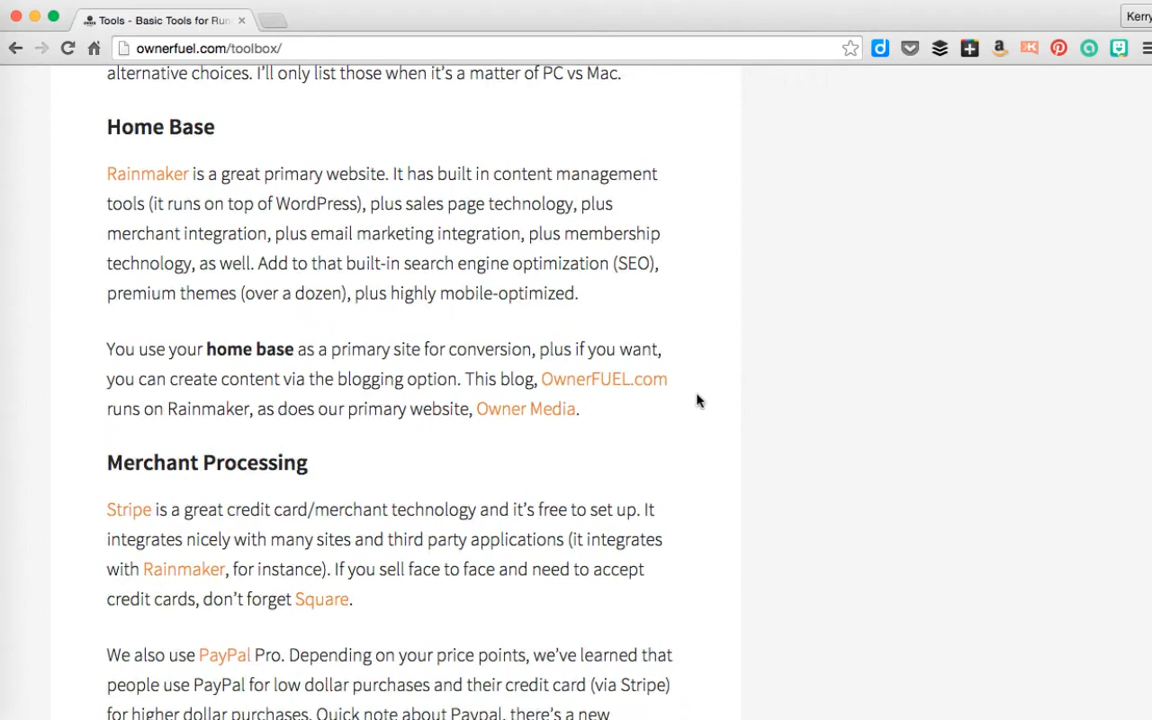 Tools - Basic Tools for Run
Kerry
ownerfuel.com/toolbox/
alternative choices. I'll only list those when it's a matter of PC vs Mac.
Home Base
Rainmaker is a great primary website. It has built in content management
tools (it runs on top of WordPress), plus sales page technology, plus
merchant integration, plus email marketing integration, plus membership
technology, as well. Add to that built-in search engine optimization (SEO),
premium themes (over a dozen), plus highly mobile-optimized.
You use your home base as a primary site for conversion, plus if you want,
you can create content via the blogging option. This blog, OwnerFUEL.com
runs on Rainmaker, as does our primary website, Owner Media.
Merchant Processing
Stripe is a great credit card/merchant technology and it's free to set up. It
integrates nicely with many sites and third party applications (it integrates
with Rainmaker, for instance). If you sell face to face and need to accept
credit cards, don't forget Square.
We also use PayPal Pro. Depending on your price points, we've learned that
people use PayPal for low dollar purchases and their credit card (via Stripe)
for higher dollar purchases. Quick note about Paypal, there's a new